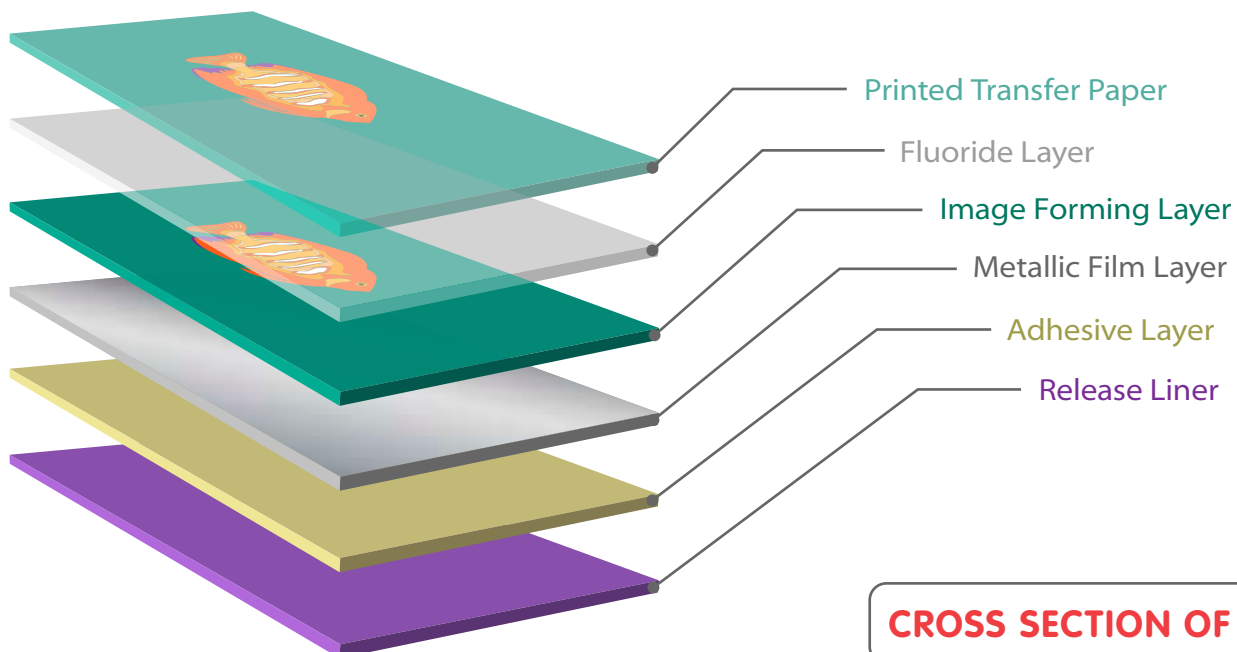 Printed Transfer Paper
Fluoride Layer
Image Forming Layer
Metallic Film Layer
Adhesive Layer
Release Liner
CROSS SECTION OF